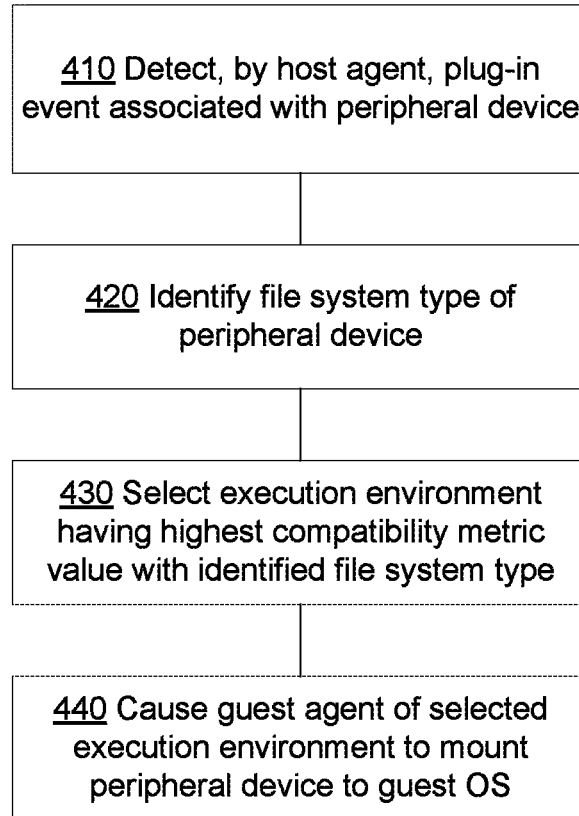 410 Detect, by host agent, plug-in
event associated with peripheral device
420 Identify file system type of
peripheral device
430 Select execution environment
having highest compatibility metric
value with identified file system type
440 Cause guest agent of selected
execution environment to mount
peripheral device to guest OS